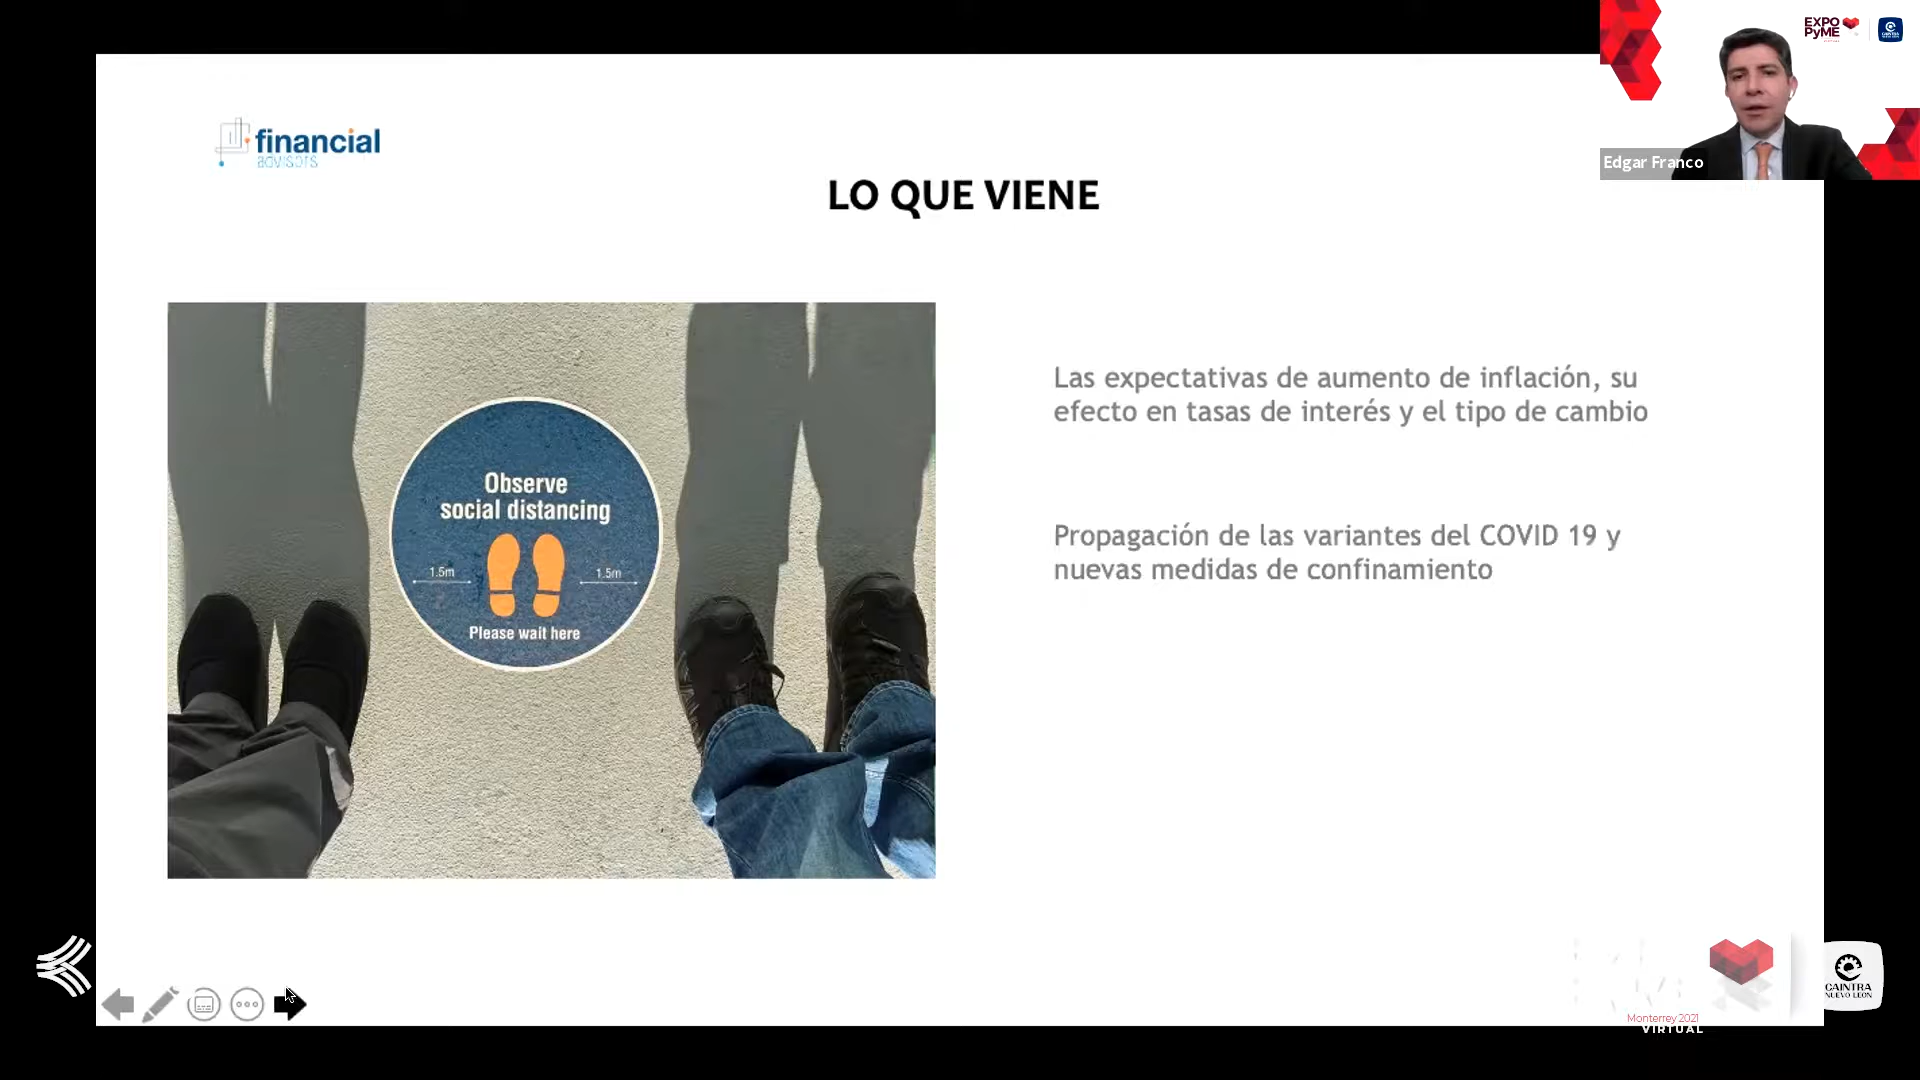 EXPO
PyME
Edgar Franco
financial
advisors
LO QUE VIENE
Observe
social distancing
1.5m
1.5m
Please wait here
Las expectativas de aumento de inflación, su
efecto en tasas de interés y el tipo de cambio
Propagación de las variantes del COVID 19 y
nuevas medidas de confinamiento
Monterrey 2021
VIRTUAL
CAINTRA
NUEVO LEÓN